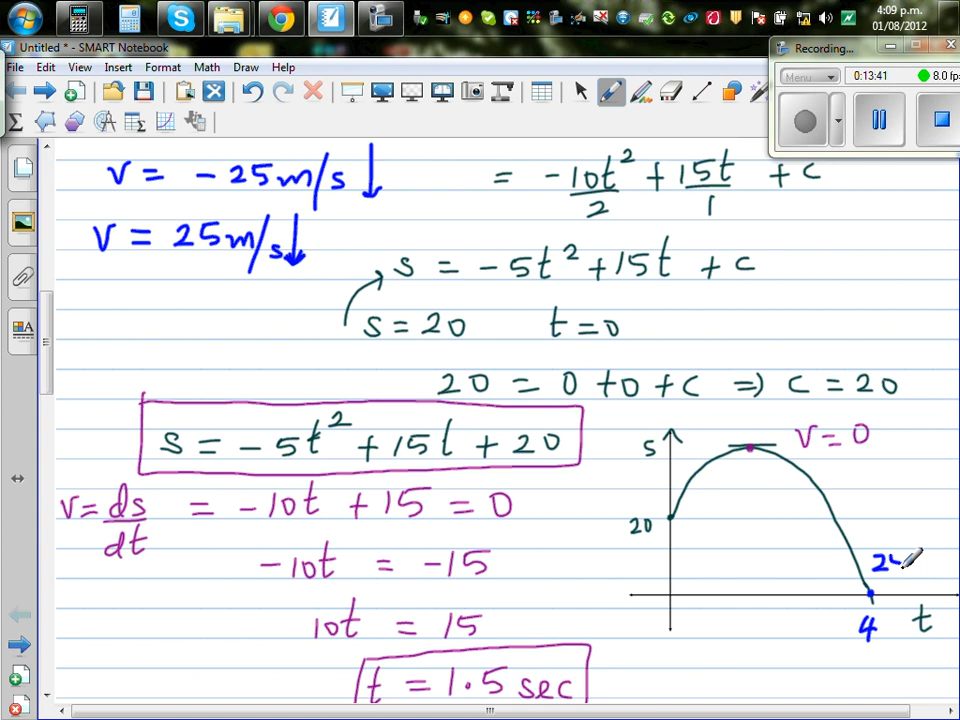 4:09 p.m.
01/08/2012
Untitled * - SMART Notebook
Recording...
File Edit View Insert Format Math Draw Help
Menu 0:13:41 8.0 fp
V = - 25m/s ↓
= -10t²/2 + 15t/1 + c
V = 25m/s ↓
s = -5t² + 15t + c
s = 20 t = 0
20 = 0 + 0 + c ⇒ c = 20
s = -5t² + 15t + 20
s
V = 0
V = ds/dt = -10t + 15 = 0
20
-10t = -15
10t = 15
4 t
t = 1.5 sec